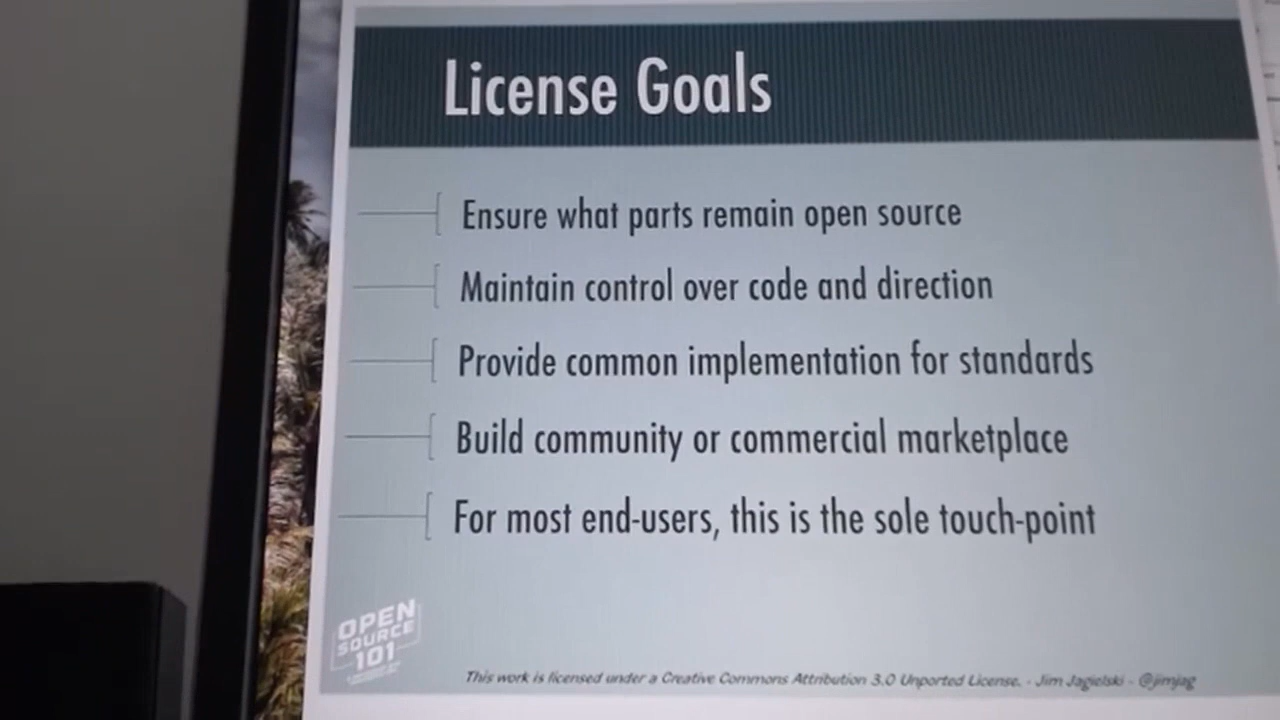 License Goals
Ensure what parts remain open source
Maintain control over code and direction
Provide common implementation for standards
Build community or commercial marketplace
For most end-users, this is the sole touch-point
OPEN
SOURCE
101
This work is licensed under a Creative Commons Attribution 3.0 Unported License. - Jim Jagielski - @jimjag